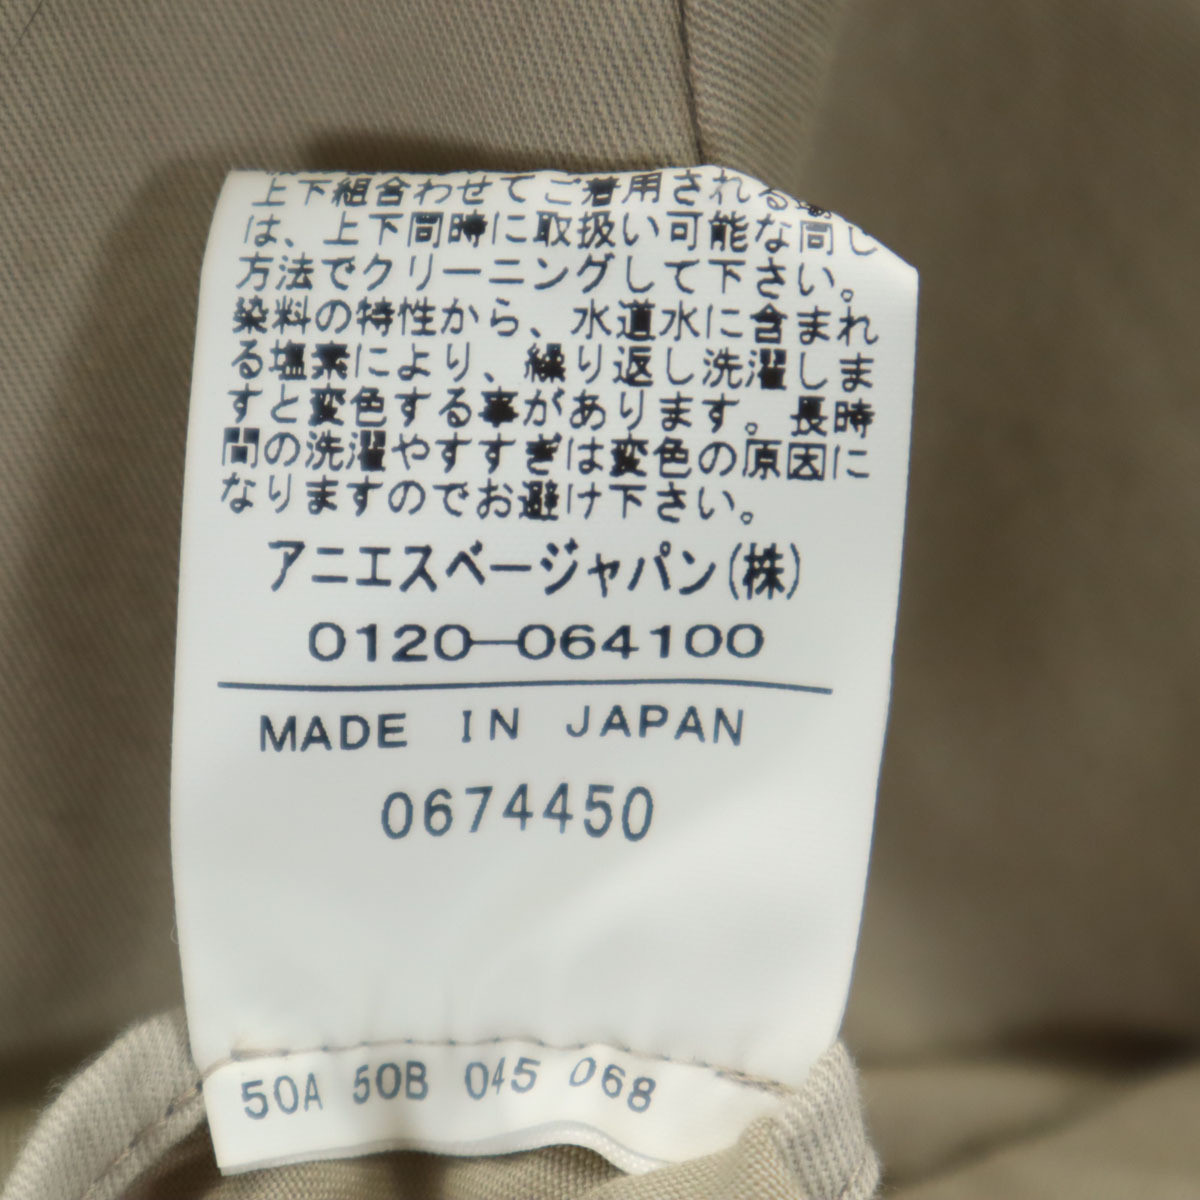 上下組合わせてご着用される場
は、上下同時に取扱い可能な同じ
方法でクリーニングして下さい。
染料の特性から、水道水に含まれ
る塩素により、繰り返し洗濯しま
すと変色する事があります。長時
間の洗濯やすすぎは変色の原因に
なりますのでお避け下さい。
アニエスベージャパン(株)
0120-064100
MADE IN JAPAN
0674450
50A 50B 045 068